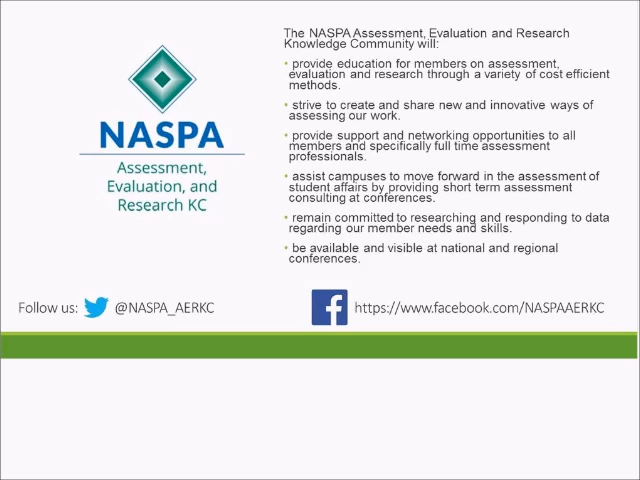 NASPA
Assessment,
Evaluation, and
Research KC
The NASPA Assessment, Evaluation and Research
Knowledge Community will:
• provide education for members on assessment,
evaluation and research through a variety of cost efficient
methods.
• strive to create and share new and innovative ways of
assessing our work.
• provide support and networking opportunities to all
members and specifically full time assessment
professionals.
• assist campuses to move forward in the assessment of
student affairs by providing short term assessment
consulting at conferences.
• remain committed to researching and responding to data
regarding our member needs and skills.
• be available and visible at national and regional
conferences.
Follow us: @NASPA_AERKC
https://www.facebook.com/NASPAAERKC